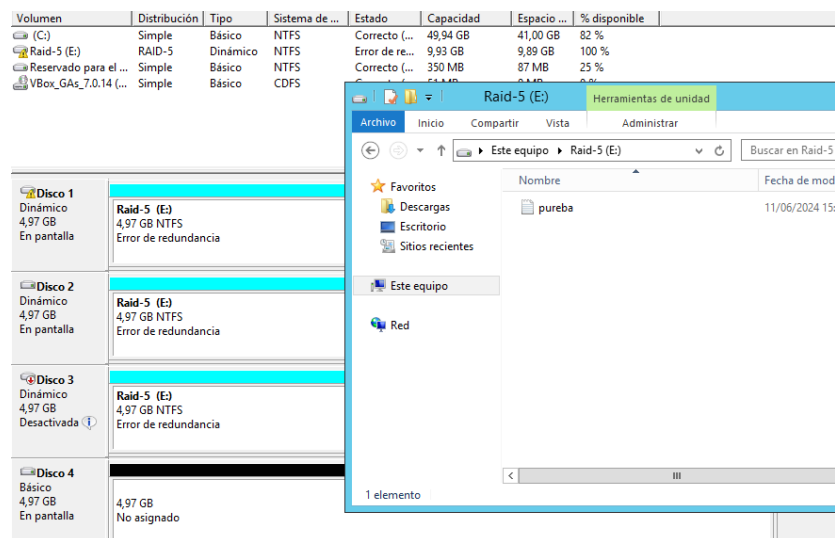 Volumen Distribución Tipo Sistema de ... Estado Capacidad Espacio ... % disponible
(C:) Simple Básico NTFS Correcto (... 49,94 GB 41,00 GB 82 %
Raid-5 (E:) RAID-5 Dinámico NTFS Error de re... 9,93 GB 9,89 GB 100 %
Reservado para el ... Simple Básico NTFS Correcto (... 350 MB 87 MB 25 %
VBox_GAs_7.0.14 (... Simple Básico CDFS
Raid-5 (E:) Herramientas de unidad
Archivo Inicio Compartir Vista Administrar
Este equipo Raid-5 (E:) Buscar en Raid-5
Nombre Fecha de mod
pureba 11/06/2024 15:
Favoritos
Descargas
Escritorio
Sitios recientes
Este equipo
Red
1 elemento
Disco 1
Dinámico
4,97 GB
En pantalla
Raid-5 (E:)
4,97 GB NTFS
Error de redundancia
Disco 2
Dinámico
4,97 GB
En pantalla
Raid-5 (E:)
4,97 GB NTFS
Error de redundancia
Disco 3
Dinámico
4,97 GB
Desactivada
Raid-5 (E:)
4,97 GB NTFS
Error de redundancia
Disco 4
Básico
4,97 GB
En pantalla
4,97 GB
No asignado